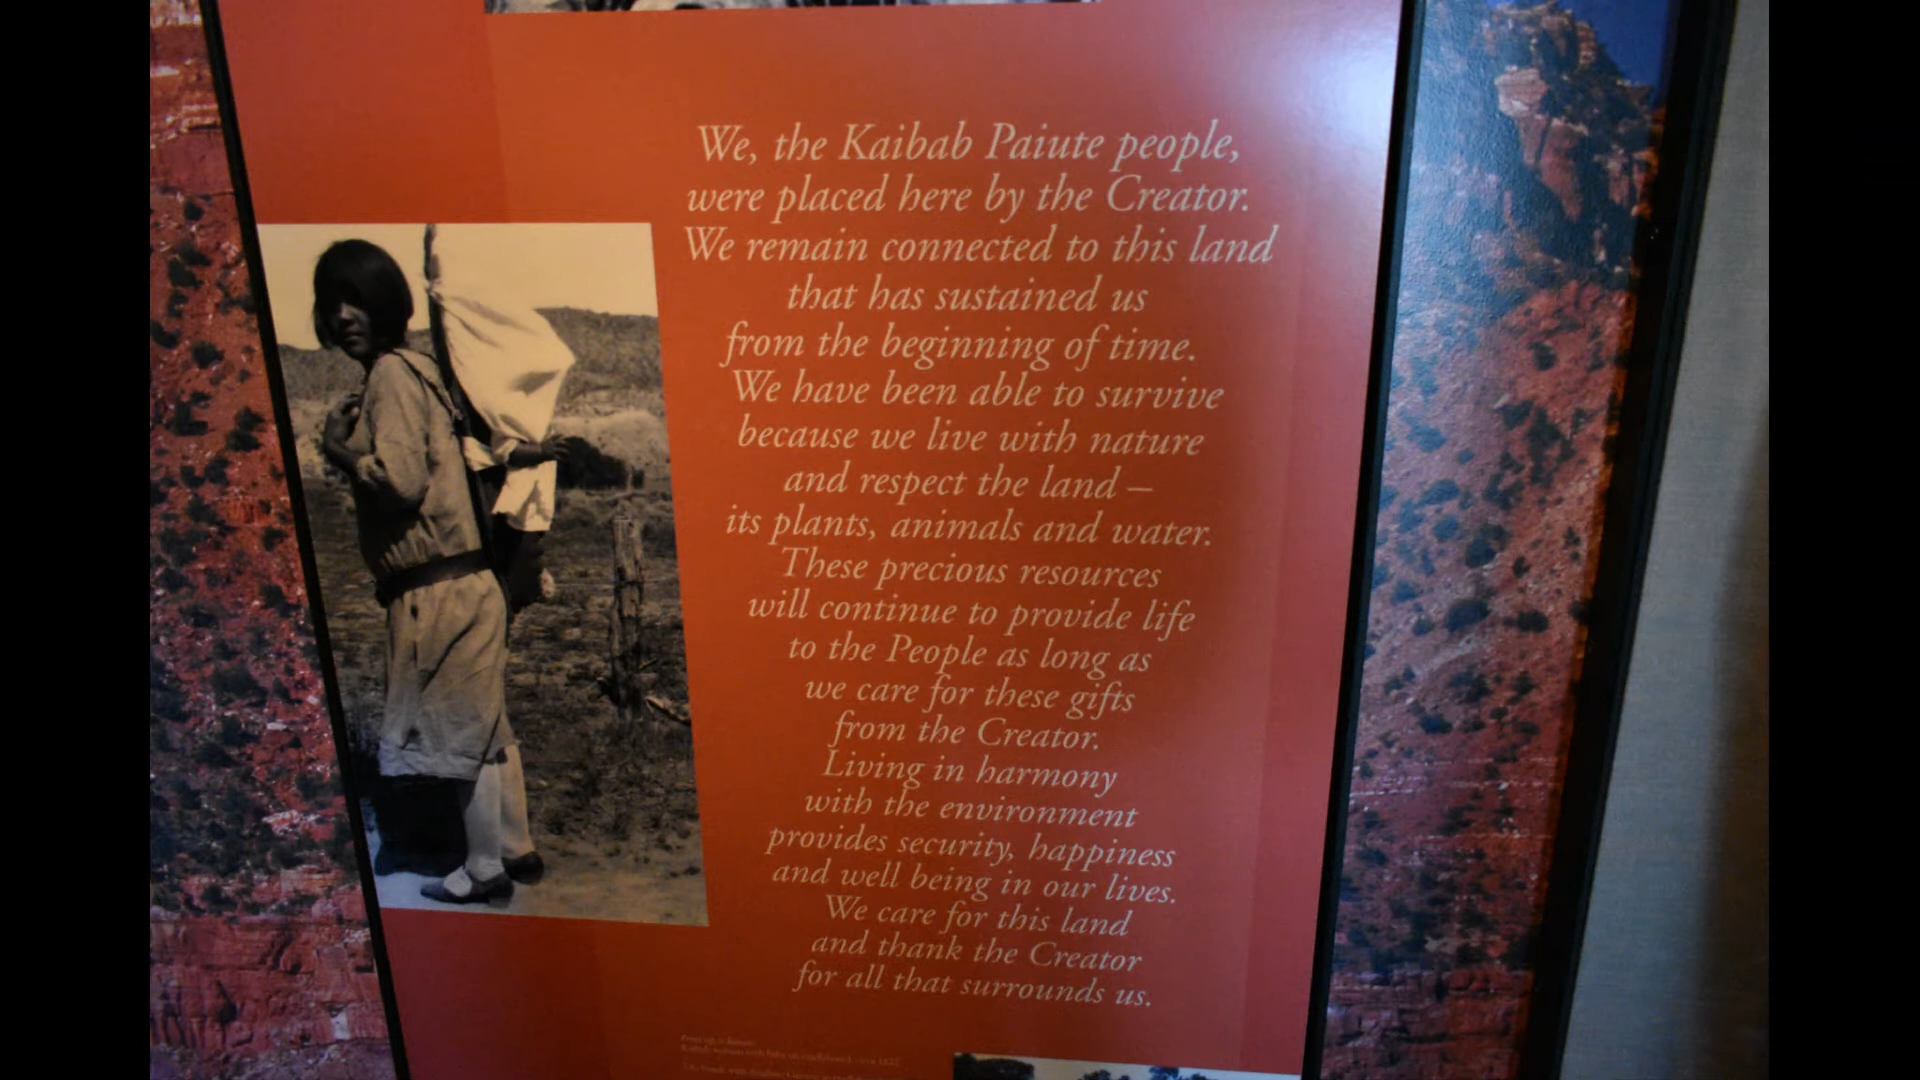 We, the Kaibab Paiute people,
were placed here by the Creator.
We remain connected to this land
that has sustained us
from the beginning of time.
We have been able to survive
because we live with nature
and respect the land –
its plants, animals and water.
These precious resources
will continue to provide life
to the People as long as
we care for these gifts
from the Creator.
Living in harmony
with the environment
provides security, happiness
and well being in our lives.
We care for this land
and thank the Creator
for all that surrounds us.